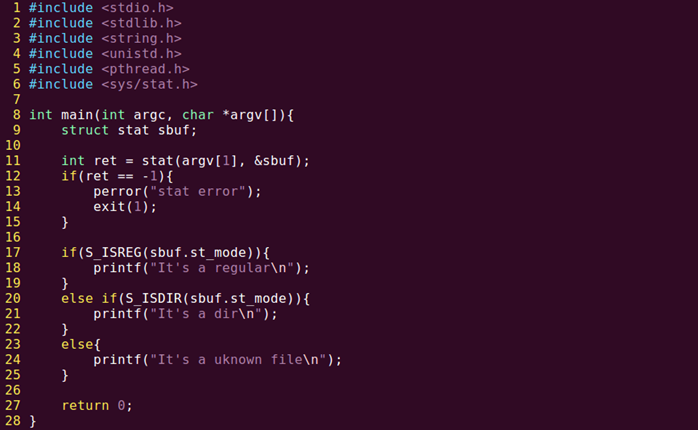 1 #include <stdio.h>
2 #include <stdlib.h>
3 #include <string.h>
4 #include <unistd.h>
5 #include <pthread.h>
6 #include <sys/stat.h>
7
8 int main(int argc, char *argv[]){
9     struct stat sbuf;
10
11     int ret = stat(argv[1], &sbuf);
12     if(ret == -1){
13         perror("stat error");
14         exit(1);
15     }
16
17     if(S_ISREG(sbuf.st_mode)){
18         printf("It's a regular\n");
19     }
20     else if(S_ISDIR(sbuf.st_mode)){
21         printf("It's a dir\n");
22     }
23     else{
24         printf("It's a uknown file\n");
25     }
26
27     return 0;
28 }